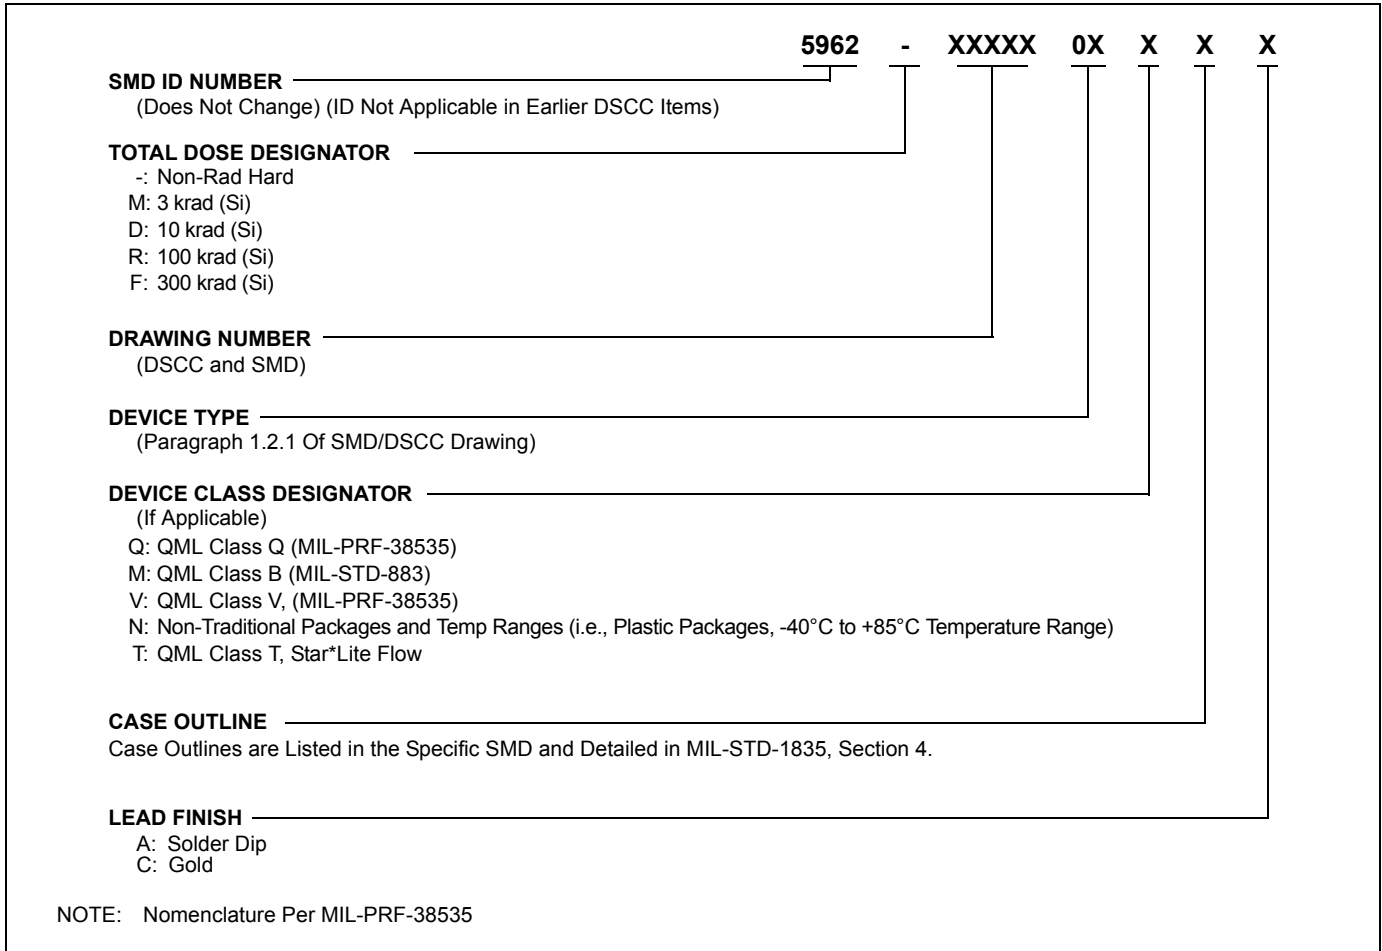 5962 - XXXXX 0X X X X
SMD ID NUMBER
(Does Not Change) (ID Not Applicable in Earlier DSCC Items)
TOTAL DOSE DESIGNATOR
-: Non-Rad Hard
M: 3 krad (Si)
D: 10 krad (Si)
R: 100 krad (Si)
F: 300 krad (Si)
DRAWING NUMBER
(DSCC and SMD)
DEVICE TYPE
(Paragraph 1.2.1 Of SMD/DSCC Drawing)
DEVICE CLASS DESIGNATOR
(If Applicable)
Q: QML Class Q (MIL-PRF-38535)
M: QML Class B (MIL-STD-883)
V: QML Class V, (MIL-PRF-38535)
N: Non-Traditional Packages and Temp Ranges (i.e., Plastic Packages, -40°C to +85°C Temperature Range)
T: QML Class T, Star*Lite Flow
CASE OUTLINE
Case Outlines are Listed in the Specific SMD and Detailed in MIL-STD-1835, Section 4.
LEAD FINISH
A: Solder Dip
C: Gold
NOTE: Nomenclature Per MIL-PRF-38535